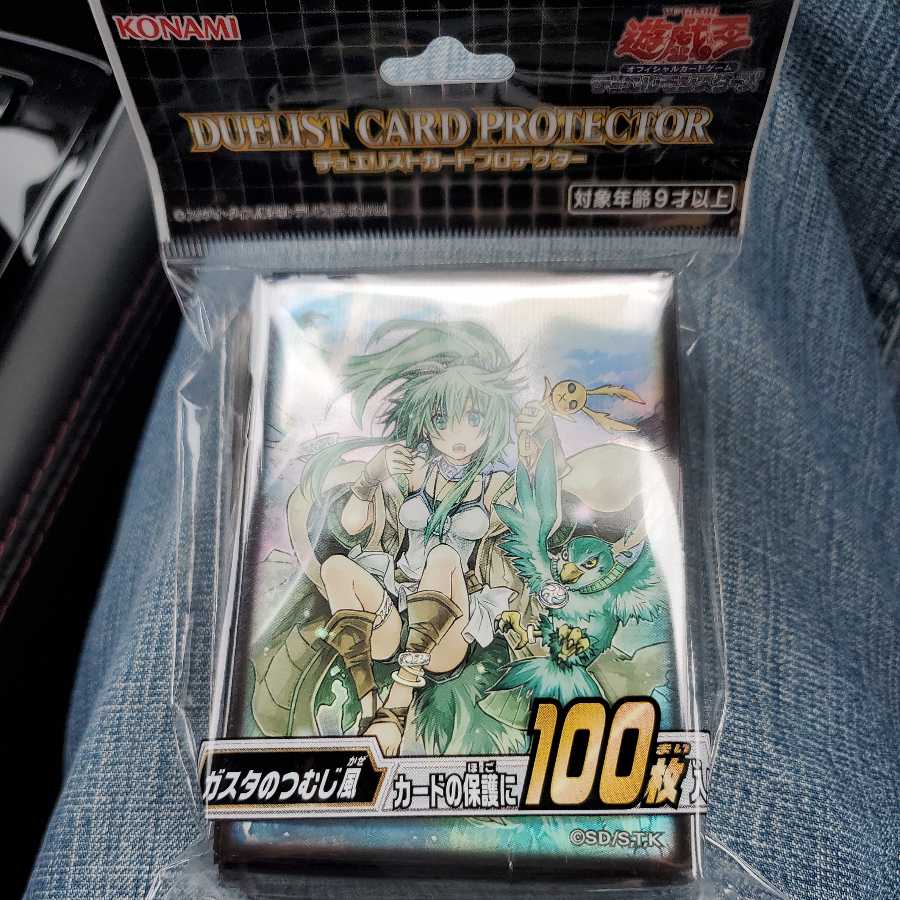 KONAMI
遊戯王
オフィシャルカードゲーム
DUELIST CARD PROTECTOR
デュエリストカードプロテクター
対象年齢9才以上
ガスタのつむじ風
かぜ
カードの保護に100枚入
ほご
まい
©SD/S.T.K